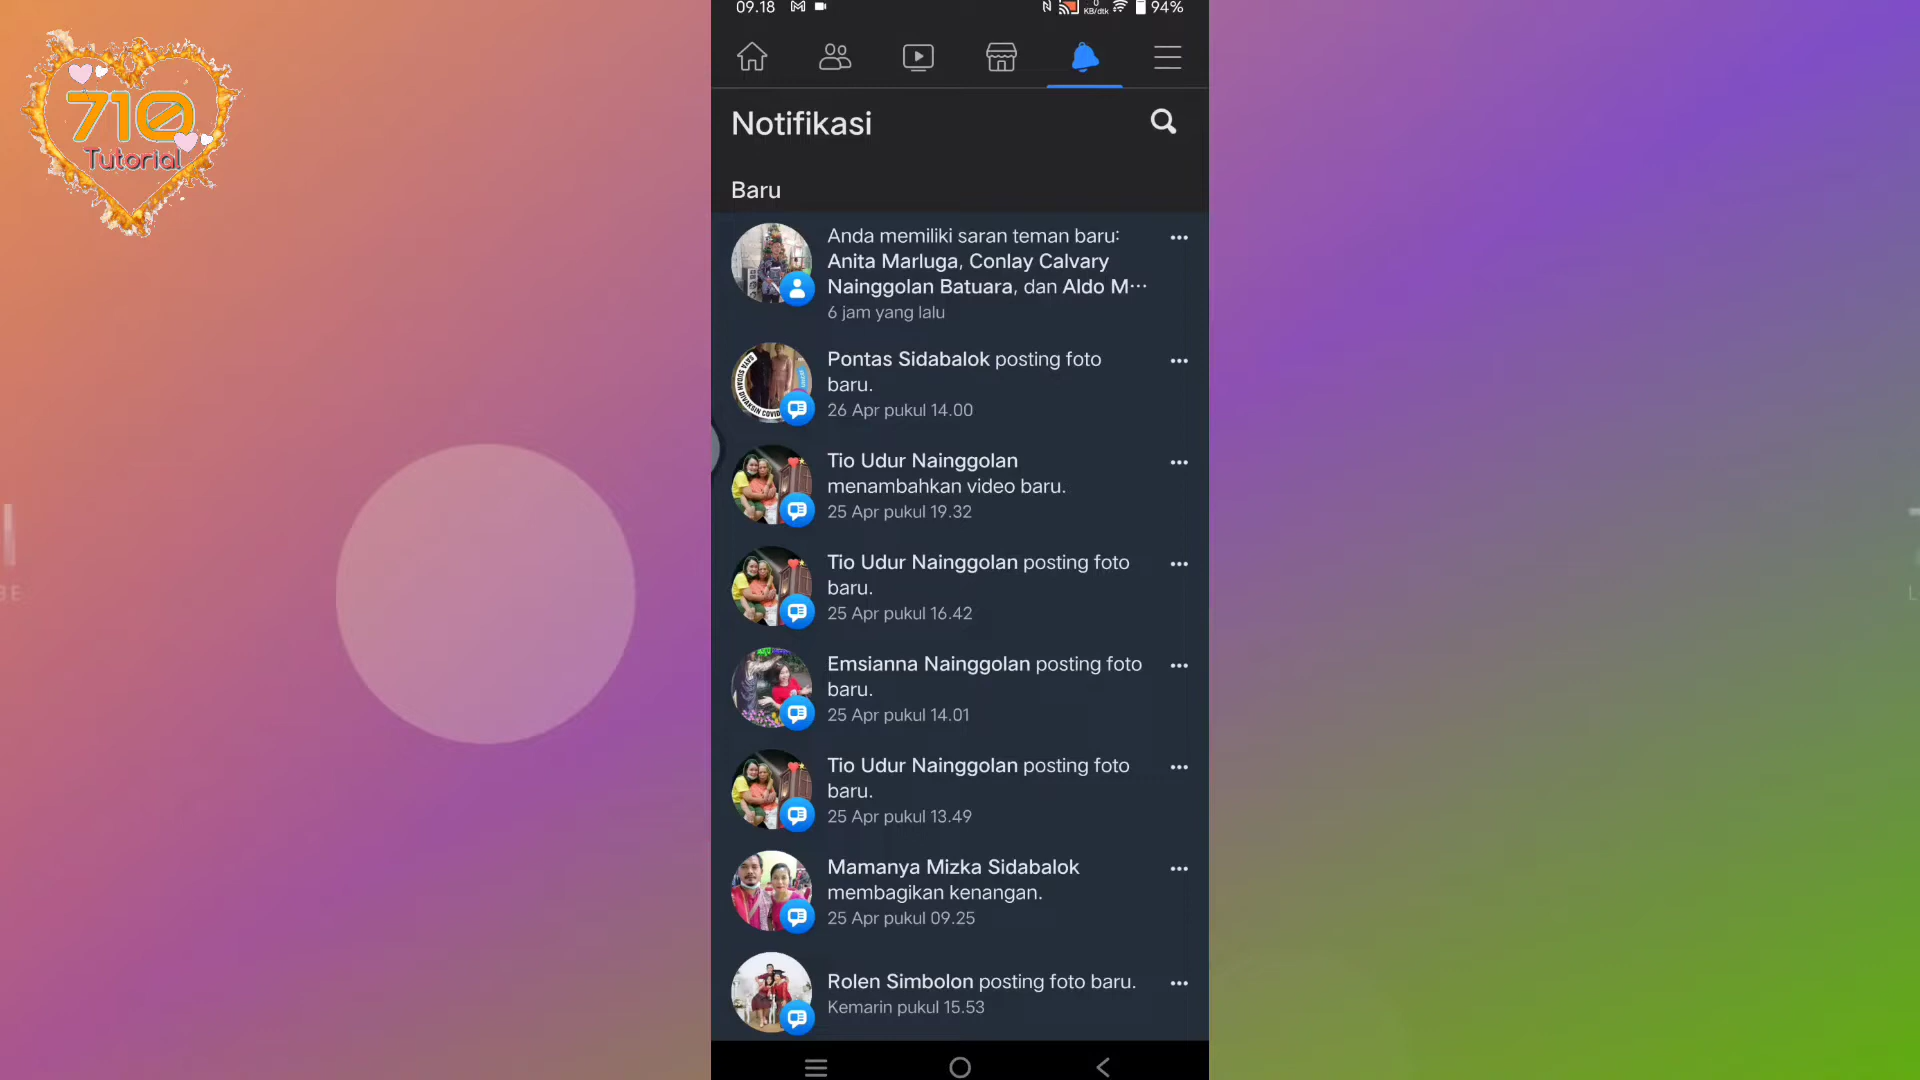 710
Tutorial
09.18
0
KB/dtk
94%
Notifikasi
Baru
Anda memiliki saran teman baru:
Anita Marluga, Conlay Calvary
Nainggolan Batuara, dan Aldo M...
6 jam yang lalu
Pontas Sidabalok posting foto
baru.
26 Apr pukul 14.00
Tio Udur Nainggolan
menambahkan video baru.
25 Apr pukul 19.32
Tio Udur Nainggolan posting foto
baru.
25 Apr pukul 16.42
Emsianna Nainggolan posting foto
baru.
25 Apr pukul 14.01
Tio Udur Nainggolan posting foto
baru.
25 Apr pukul 13.49
Mamanya Mizka Sidabalok
membagikan kenangan.
25 Apr pukul 09.25
Rolen Simbolon posting foto baru.
Kemarin pukul 15.53